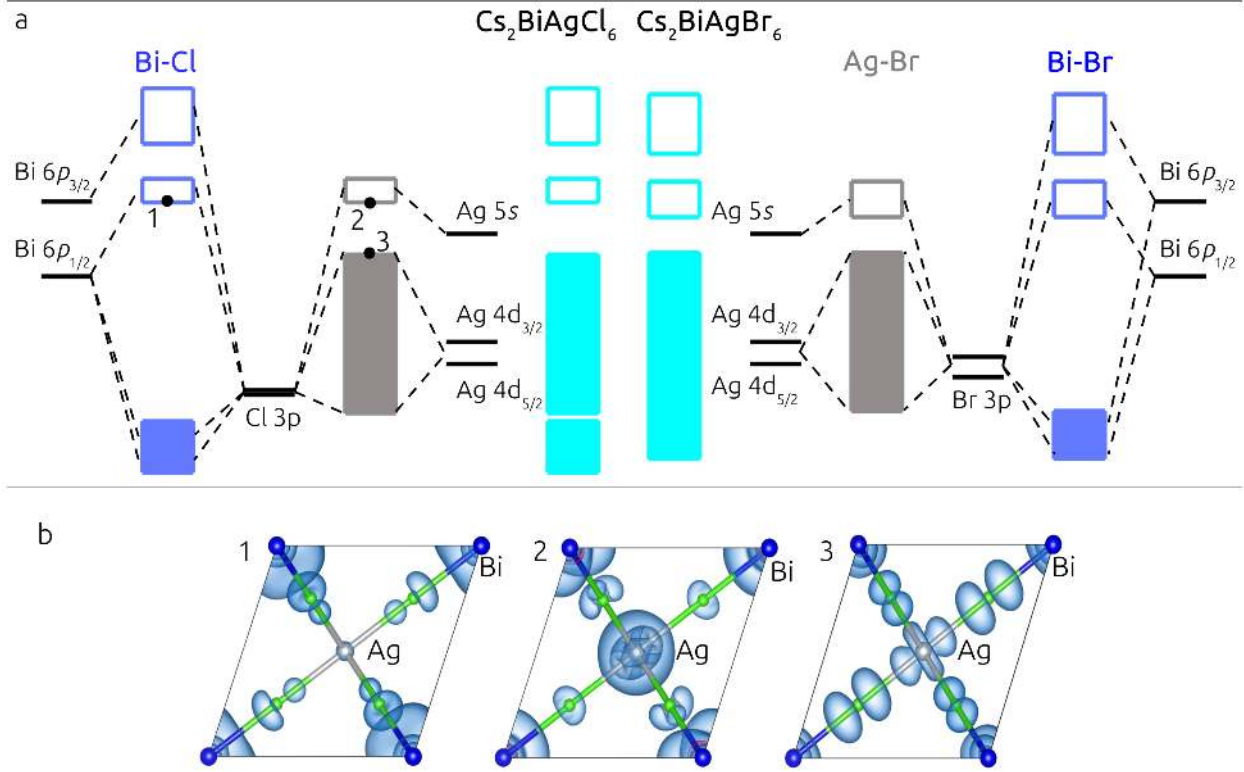 a
Cs₂BiAgCl₆ Cs₂BiAgBr₆
Bi-Cl Ag-Br Bi-Br
Bi 6p₃/₂ Bi 6p₃/₂
1 2 Ag 5s Ag 5s
3
Bi 6p₁/₂ Bi 6p₁/₂
Ag 4d₃/₂ Ag 4d₃/₂
Ag 4d₅/₂ Ag 4d₅/₂
Cl 3p Br 3p
b
1 Bi 2 Bi 3 Bi
Ag Ag Ag